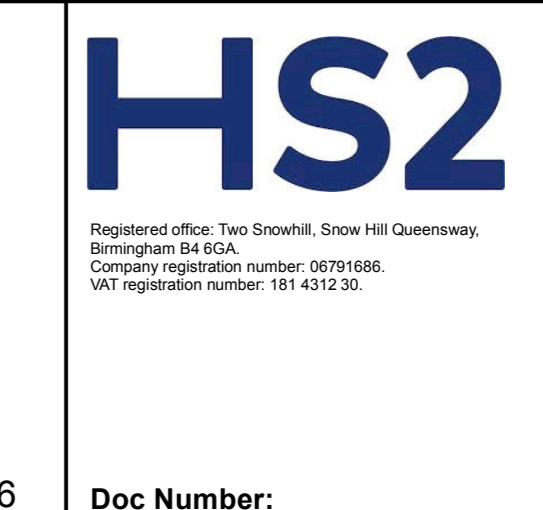 HS2
Registered office: Two Snowhill, Snow Hill Queensway,
Birmingham B4 6GA.
Company registration number: 06791686.
VAT registration number: 181 4312 30.
6
Doc Number: